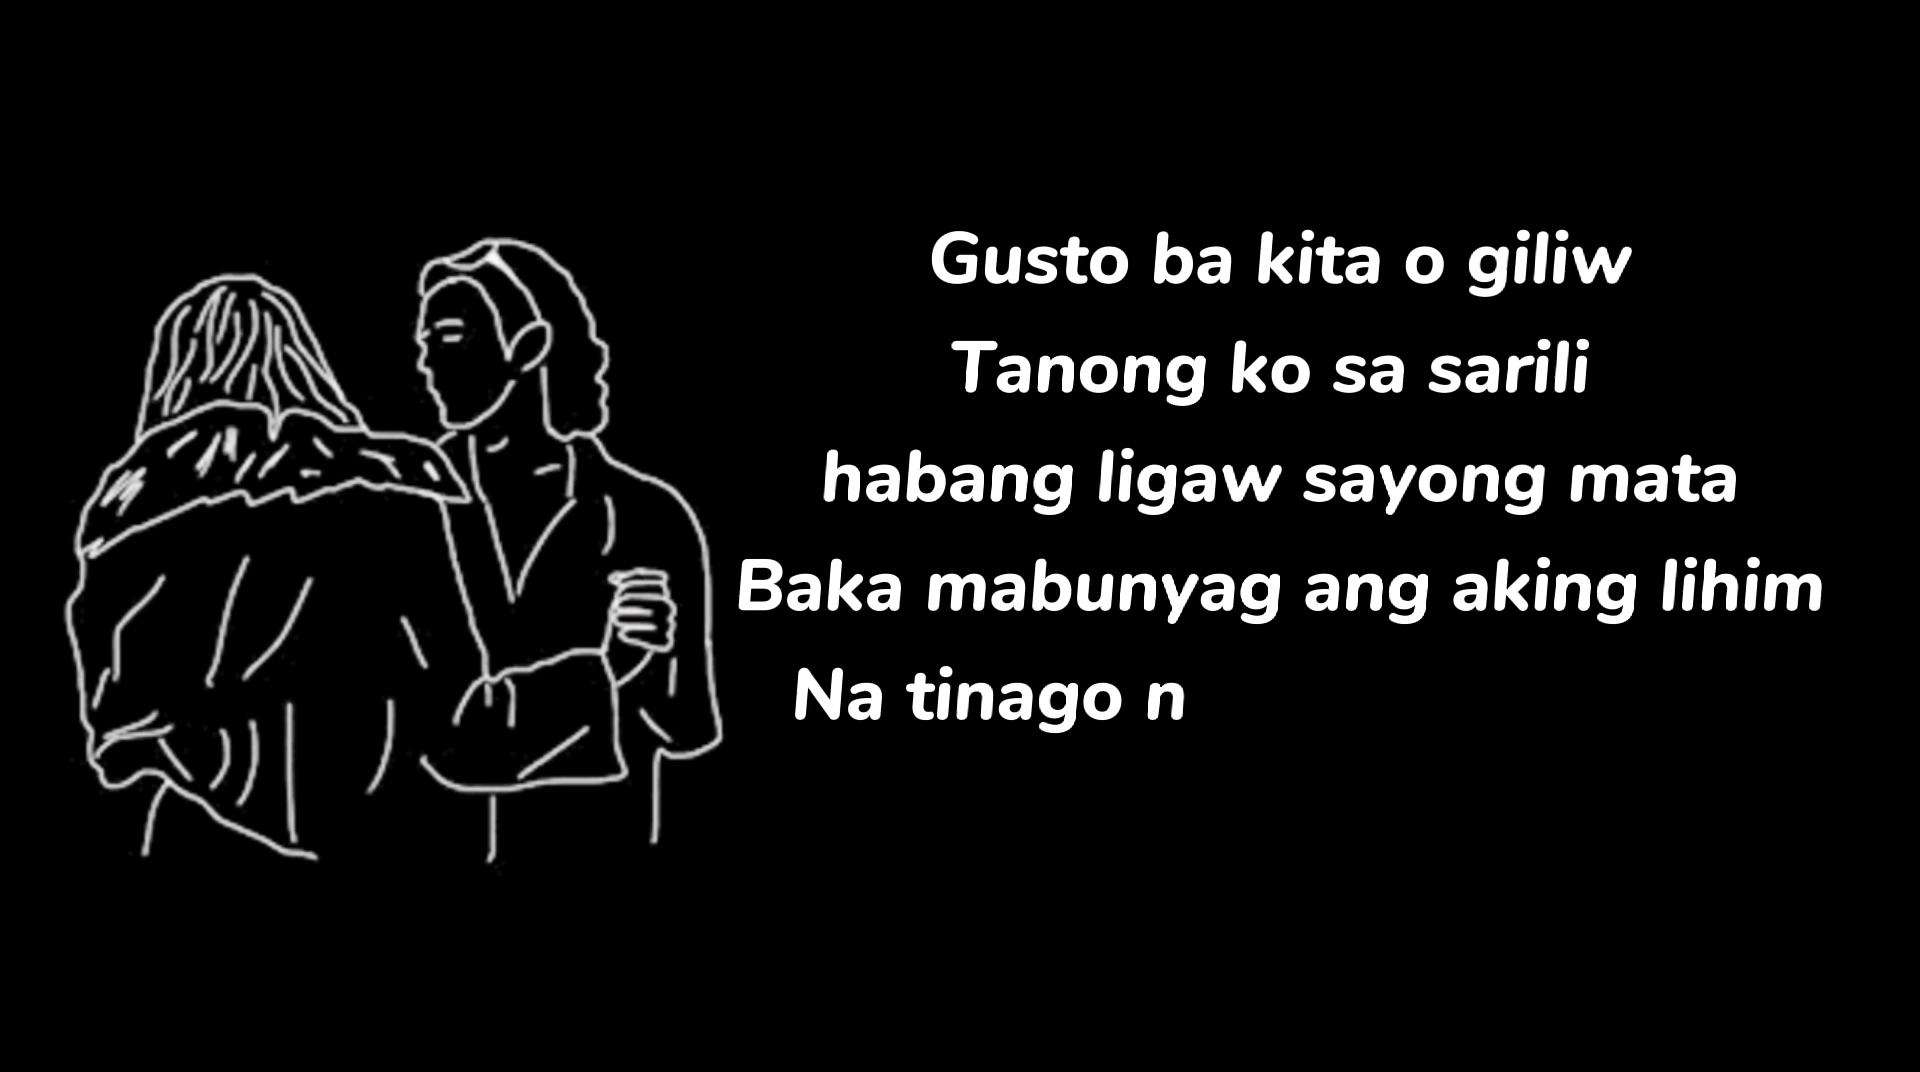 Gusto ba kita o giliw
Tanong ko sa sarili
habang ligaw sayong mata
Baka mabunyag ang aking lihim
Na tinago n